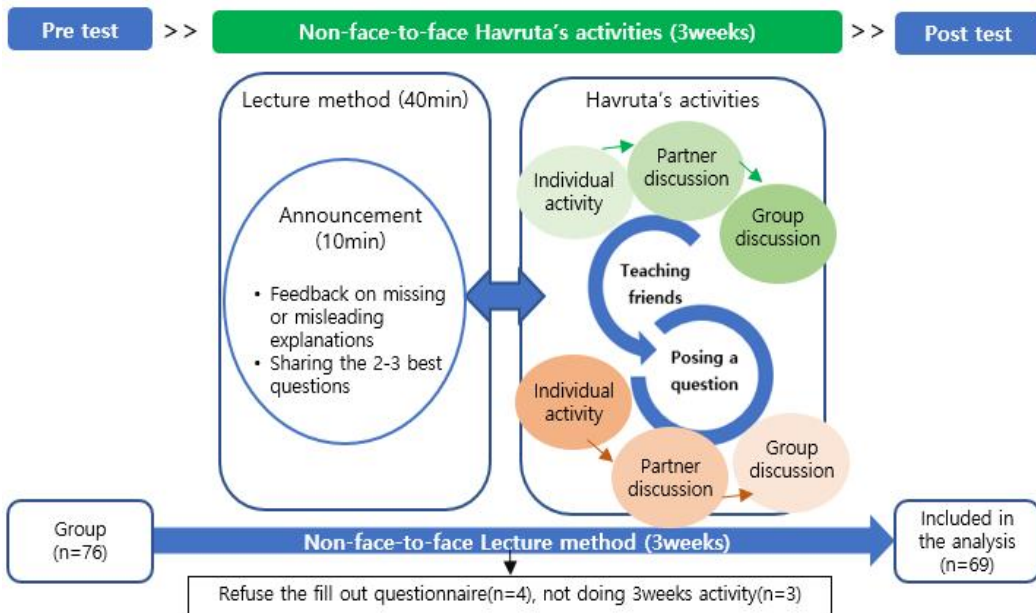 Pre test
>>
Non-face-to-face Havruta's activities (3weeks)
>>
Post test
Lecture method (40min)
Announcement
(10min)
• Feedback on missing
or misleading
explanations
• Sharing the 2-3 best
questions
Havruta's activities
Individual
activity
Partner
discussion
Group
discussion
Teaching
friends
Posing a
question
Individual
activity
Partner
discussion
Group
discussion
Group
(n=76)
Non-face-to-face Lecture method (3weeks)
Included in
the analysis
(n=69)
Refuse the fill out questionnaire(n=4), not doing 3weeks activity(n=3)